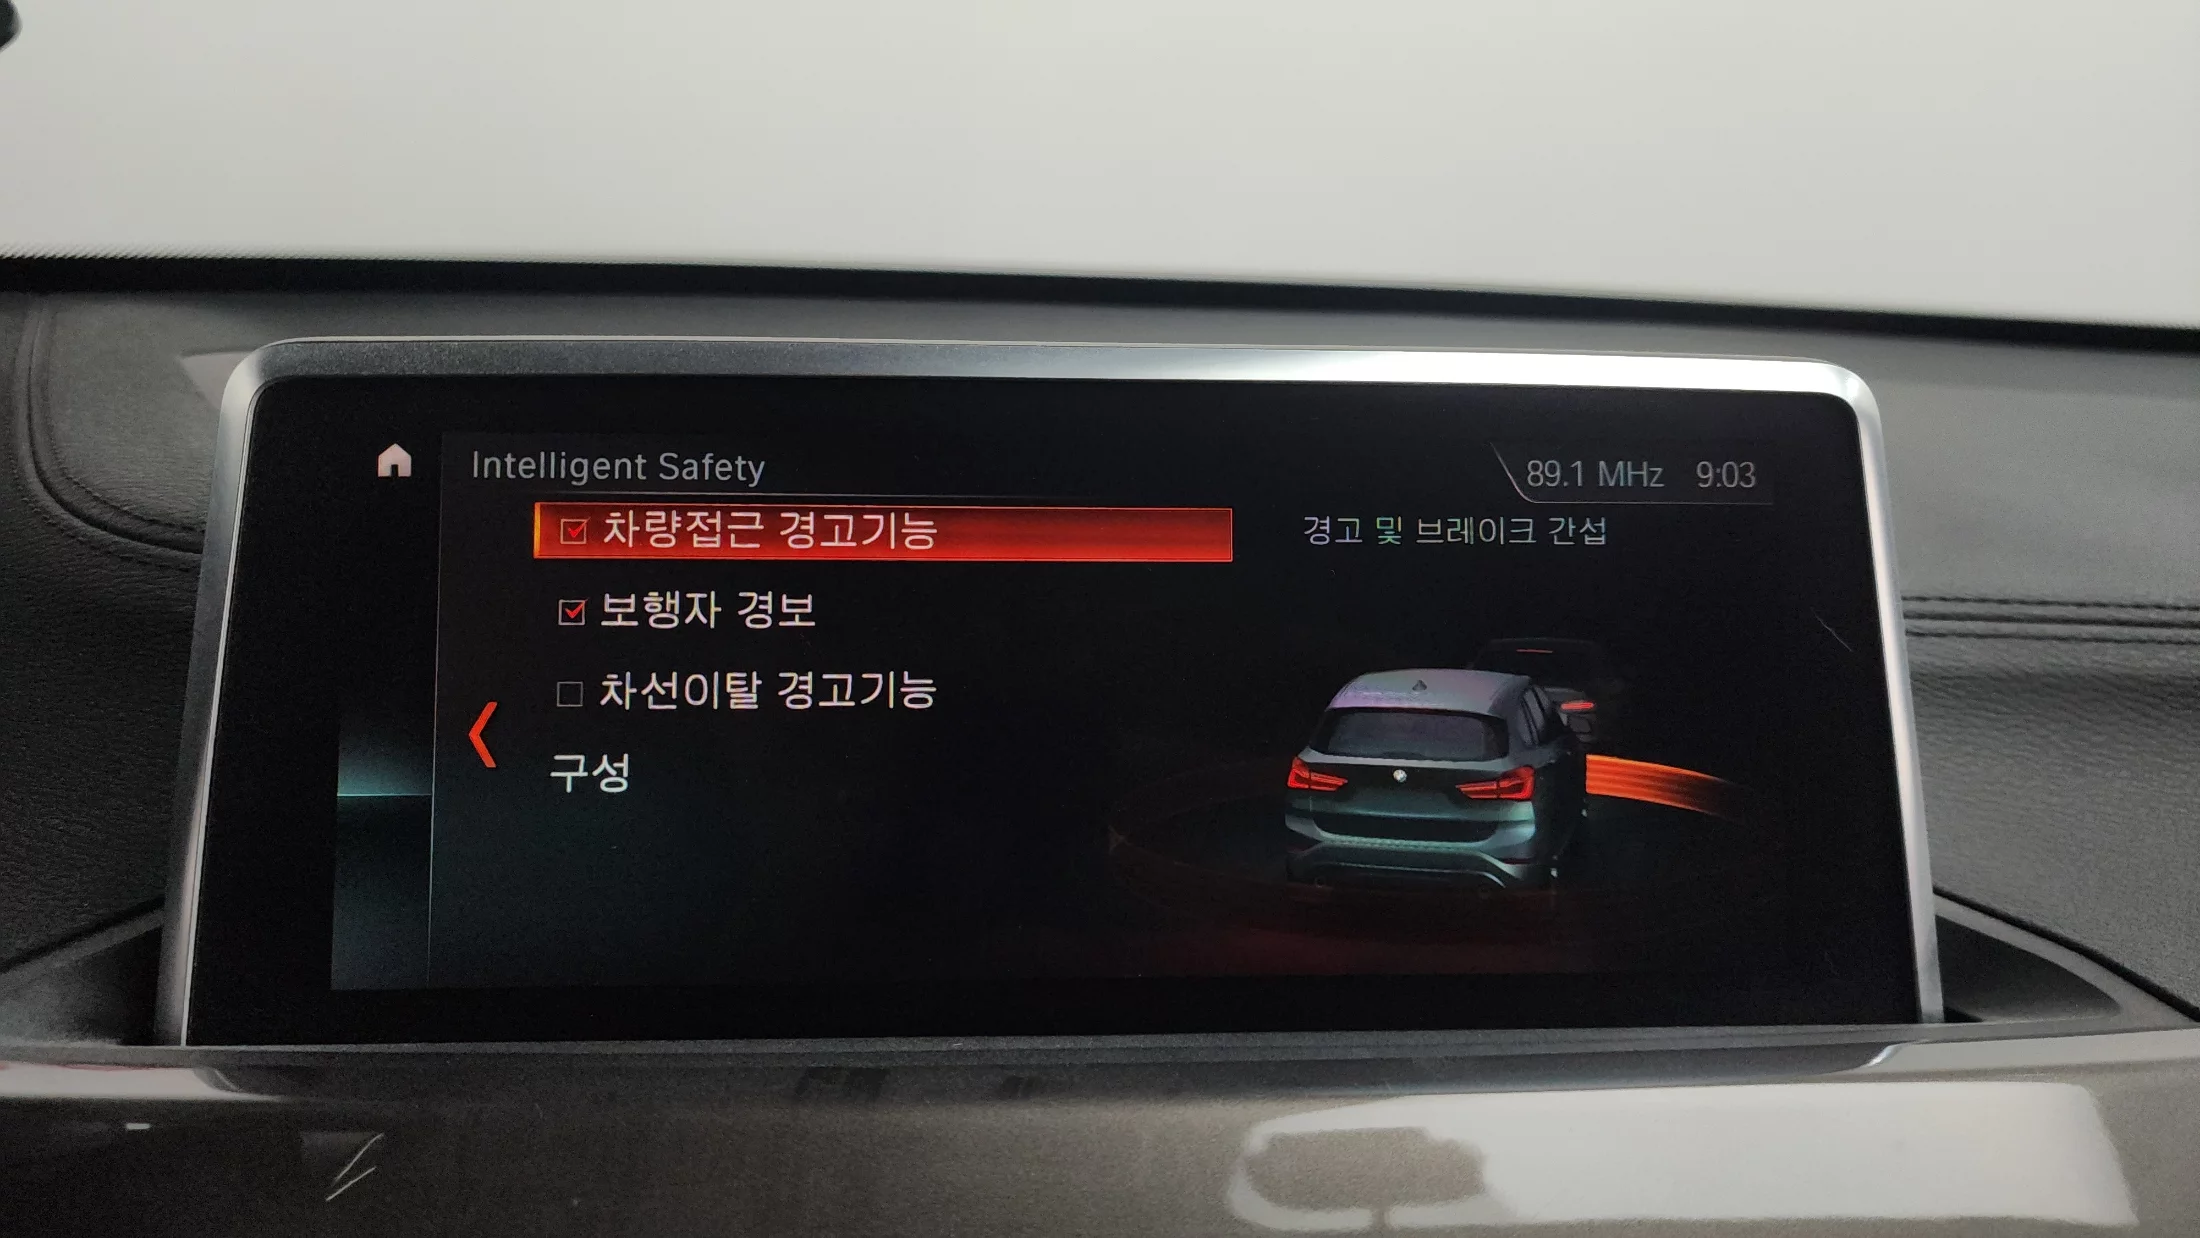 Intelligent Safety
89.1 MHz 9:03
차량접근 경고기능
경고 및 브레이크 간섭
보행자 경보
차선이탈 경고기능
구성